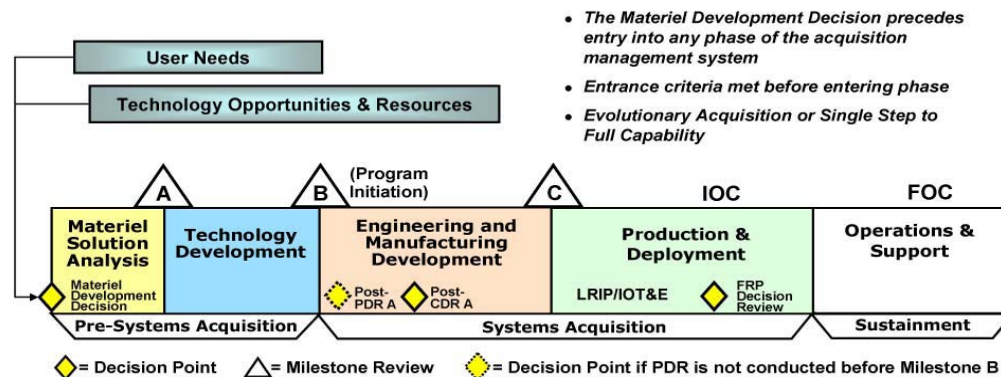 User Needs
Technology Opportunities & Resources
• The Materiel Development Decision precedes
entry into any phase of the acquisition
management system
• Entrance criteria met before entering phase
• Evolutionary Acquisition or Single Step to
Full Capability
A
B
(Program
Initiation)
C
IOC
FOC
Materiel
Solution
Analysis
Materiel
Development
Decision
Technology
Development
Engineering and
Manufacturing
Development
Post-
PDR A
Post-
CDR A
Production &
Deployment
LRIP/IOT&E
FRP
Decision
Review
Operations &
Support
Pre-Systems Acquisition
Systems Acquisition
Sustainment
= Decision Point
= Milestone Review
= Decision Point if PDR is not conducted before Milestone B